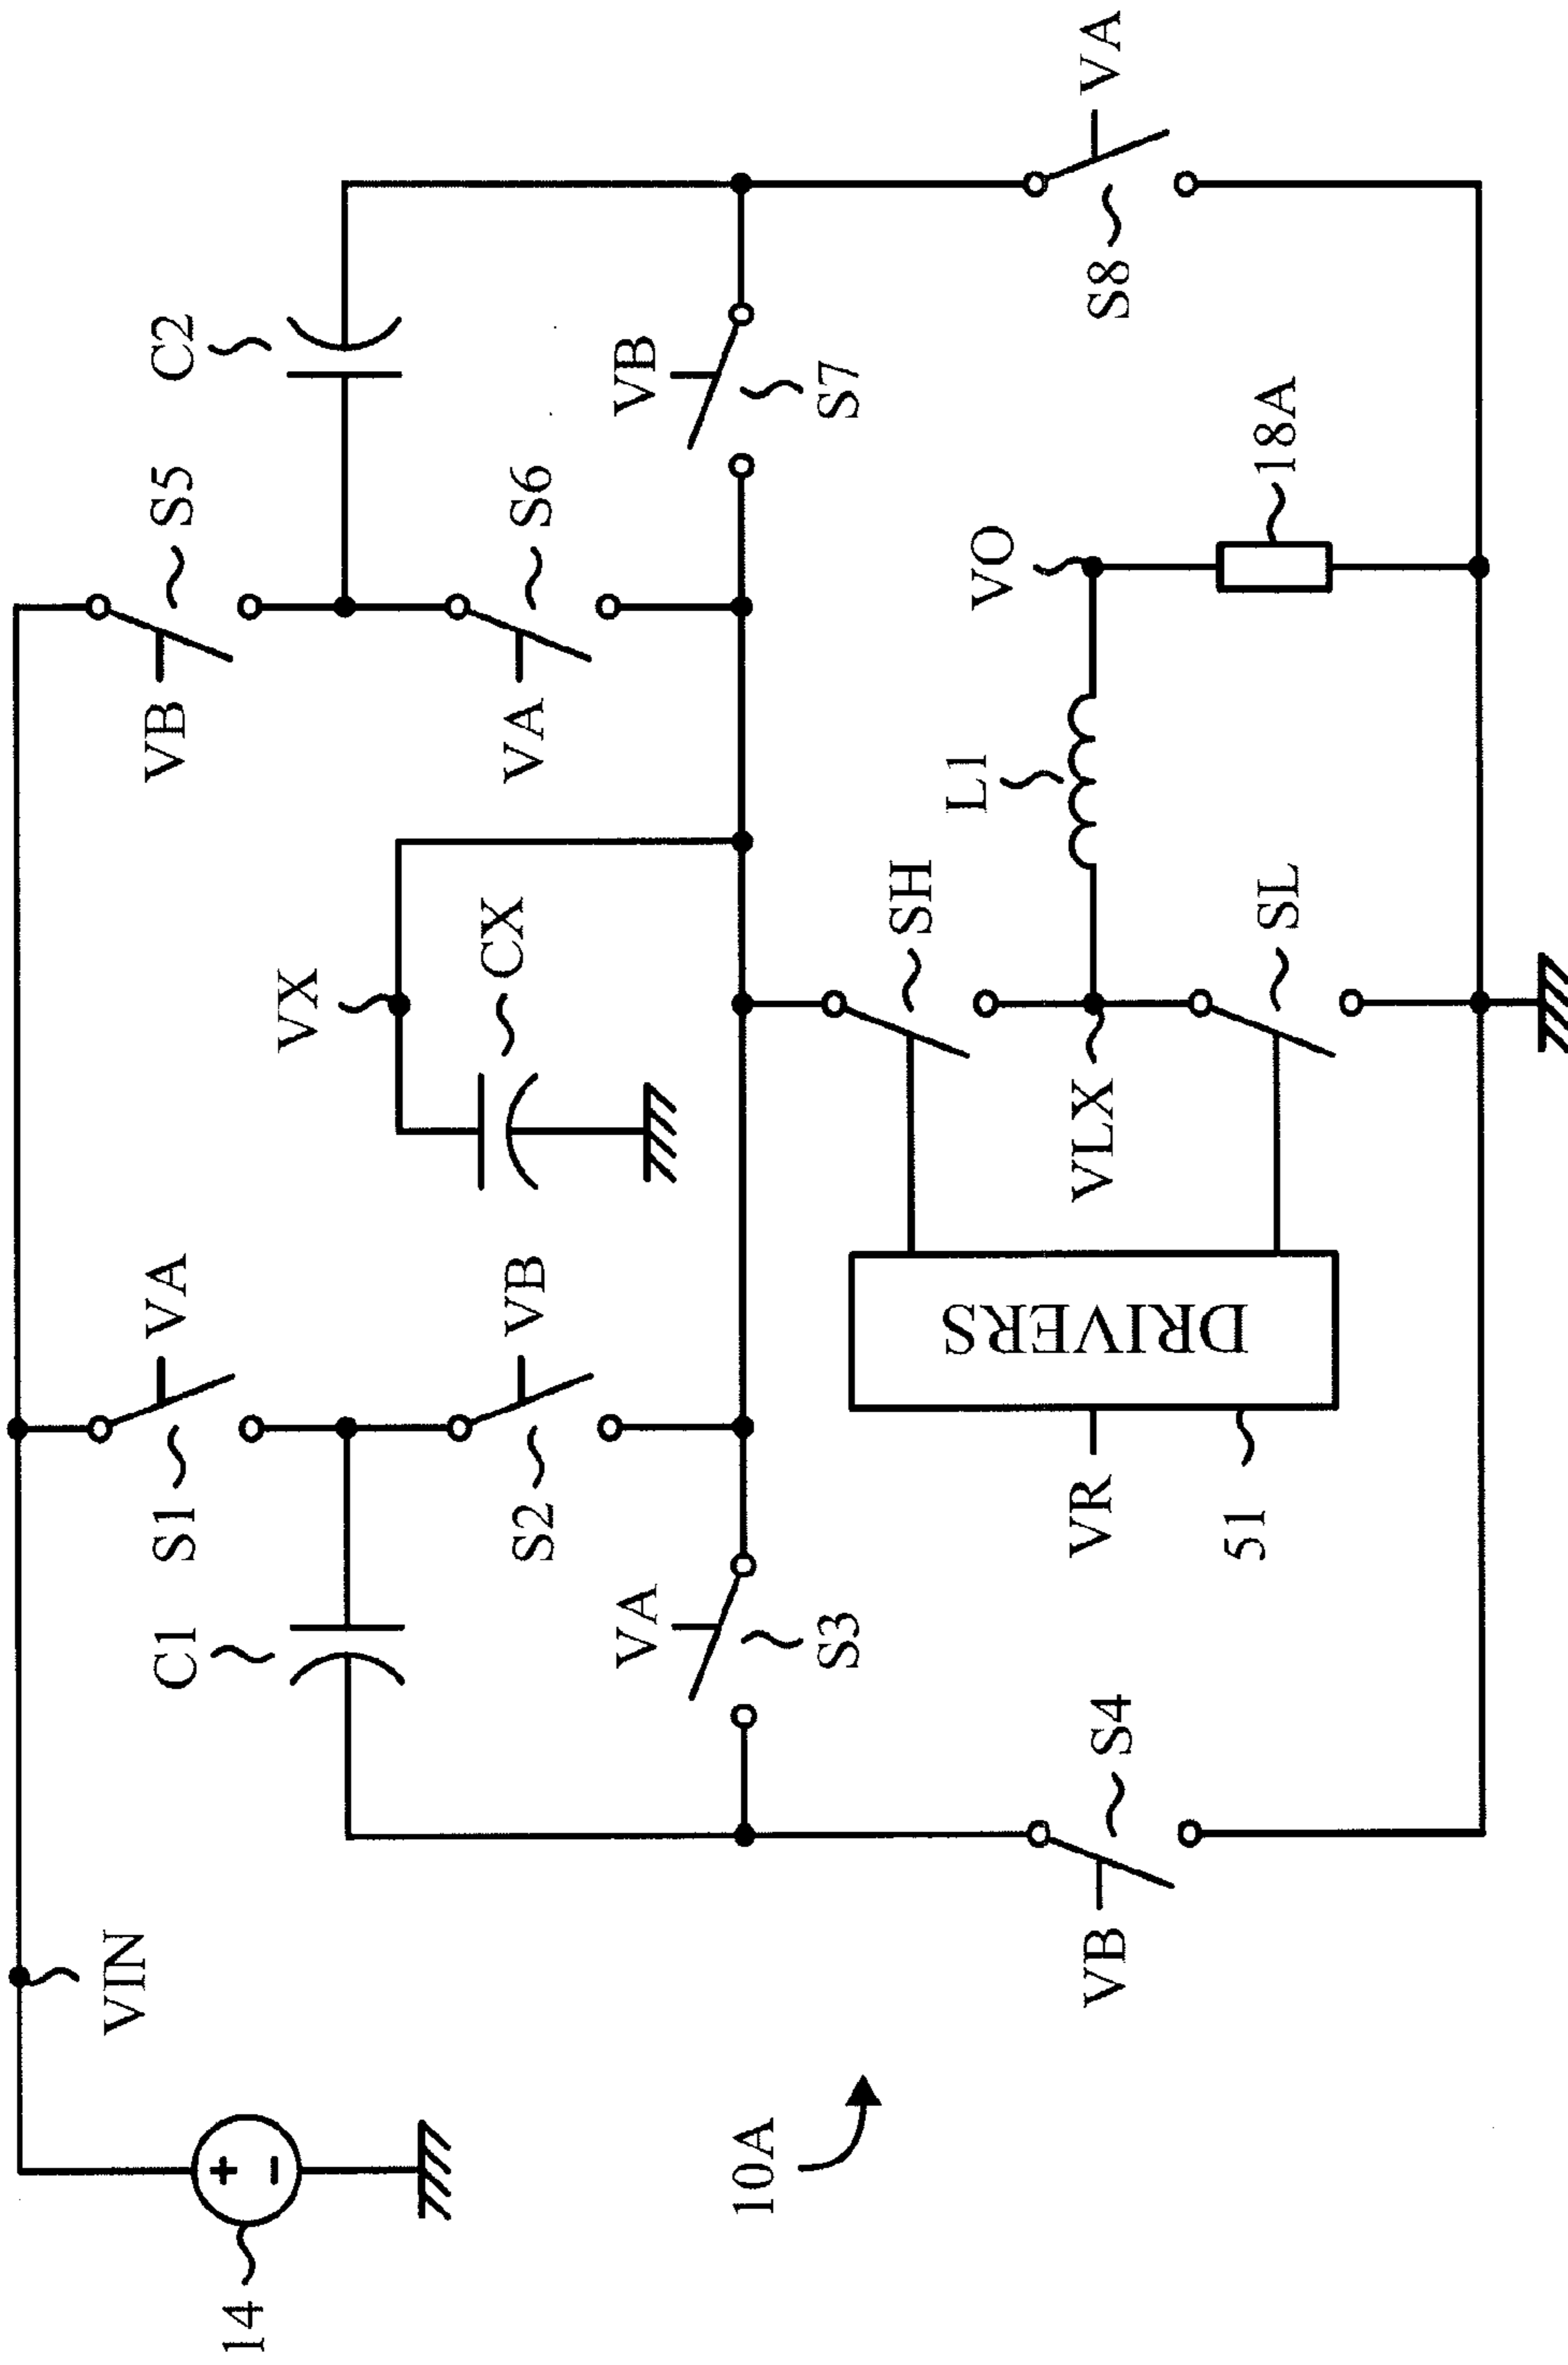 14
VIN
10A
C1
S1
VA
S2
VB
VA
S3
VB
S4
VX
CX
VR
51
DRIVERS
VLX
SH
SL
L1
VO
18A
VB
S5
VA
S6
C2
VB
S7
S8
VA